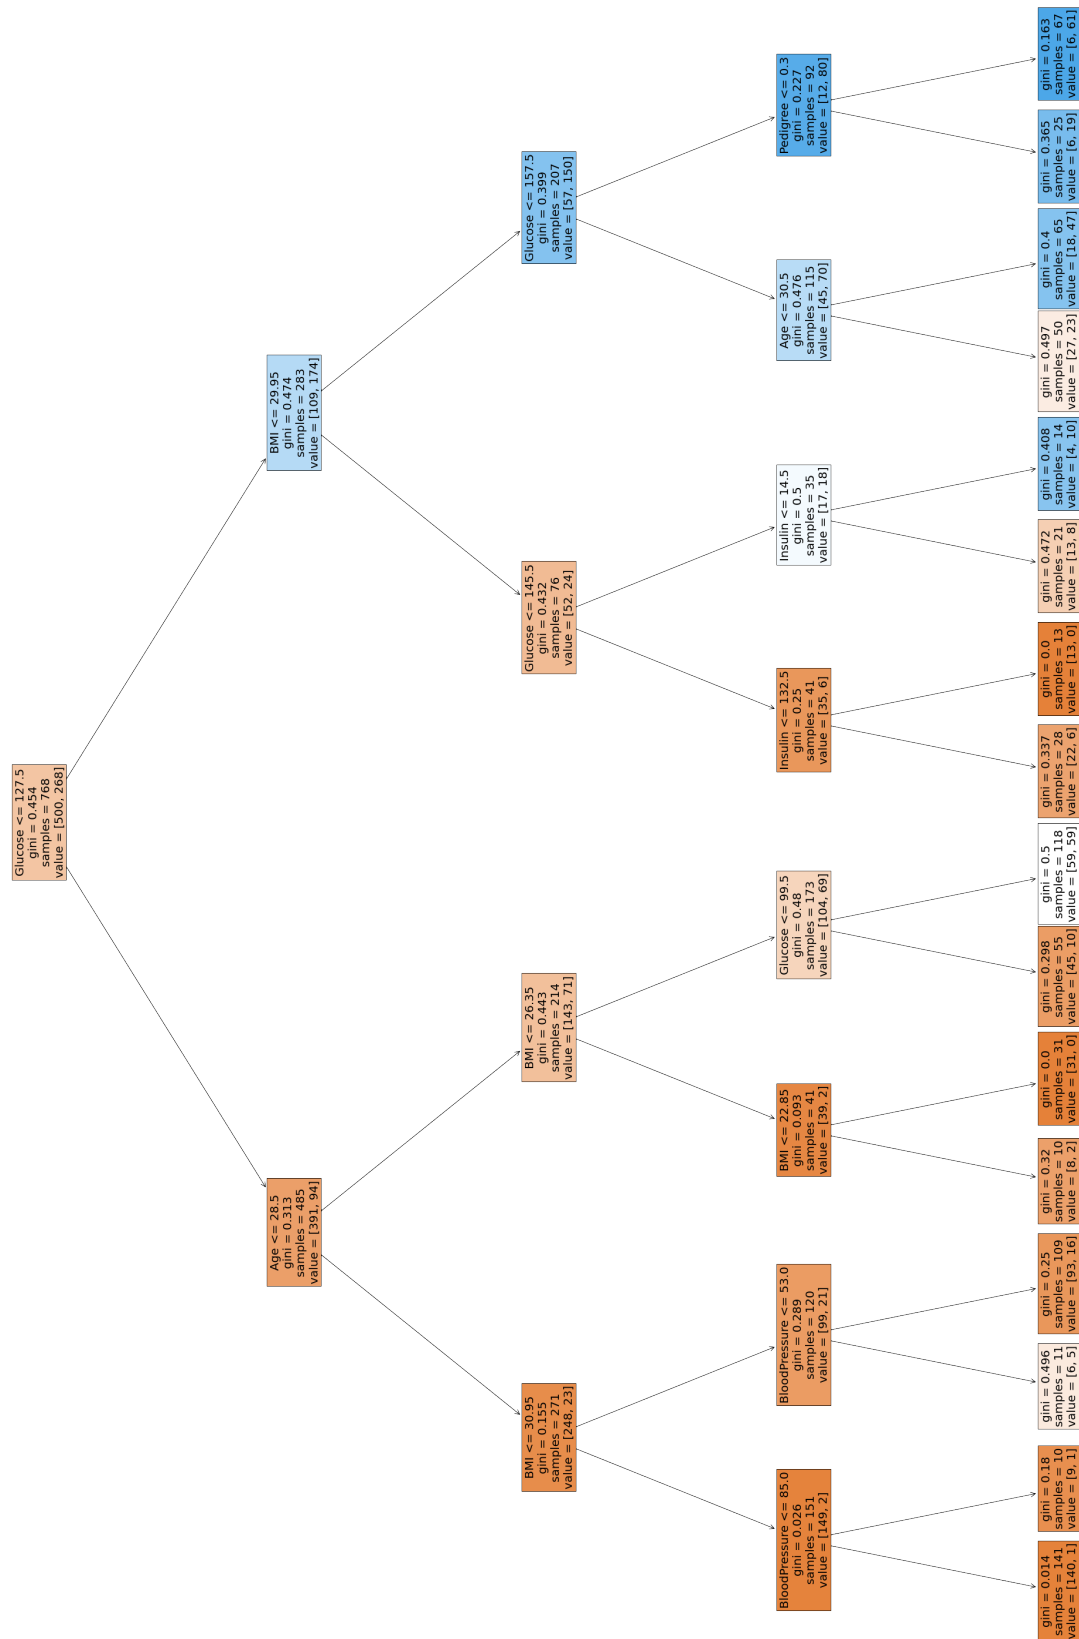 Glucose <= 127.5
gini = 0.454
samples = 768
value = [500, 268]
Age <= 28.5
gini = 0.313
samples = 485
value = [391, 94]
BMI <= 29.95
gini = 0.474
samples = 283
value = [109, 174]
BMI <= 30.95
gini = 0.155
samples = 271
value = [248, 23]
BMI <= 26.35
gini = 0.443
samples = 214
value = [143, 71]
Glucose <= 145.5
gini = 0.432
samples = 76
value = [52, 24]
Glucose <= 157.5
gini = 0.399
samples = 207
value = [57, 150]
BloodPressure <= 85.0
gini = 0.026
samples = 151
value = [149, 2]
BloodPressure <= 53.0
gini = 0.289
samples = 120
value = [99, 21]
BMI <= 22.85
gini = 0.093
samples = 41
value = [39, 2]
Glucose <= 99.5
gini = 0.48
samples = 173
value = [104, 69]
Insulin <= 132.5
gini = 0.25
samples = 41
value = [35, 6]
Insulin <= 14.5
gini = 0.5
samples = 35
value = [17, 18]
Age <= 30.5
gini = 0.476
samples = 115
value = [45, 70]
Pedigree <= 0.3
gini = 0.227
samples = 92
value = [12, 80]
gini = 0.014
samples = 141
value = [140, 1]
gini = 0.18
samples = 10
value = [9, 1]
gini = 0.496
samples = 11
value = [6, 5]
gini = 0.25
samples = 109
value = [93, 16]
gini = 0.32
samples = 10
value = [8, 2]
gini = 0.0
samples = 31
value = [31, 0]
gini = 0.298
samples = 55
value = [45, 10]
gini = 0.5
samples = 118
value = [59, 59]
gini = 0.337
samples = 28
value = [22, 6]
gini = 0.0
samples = 13
value = [13, 0]
gini = 0.472
samples = 21
value = [13, 8]
gini = 0.408
samples = 14
value = [4, 10]
gini = 0.497
samples = 50
value = [27, 23]
gini = 0.4
samples = 65
value = [18, 47]
gini = 0.365
samples = 25
value = [6, 19]
gini = 0.163
samples = 67
value = [6, 61]